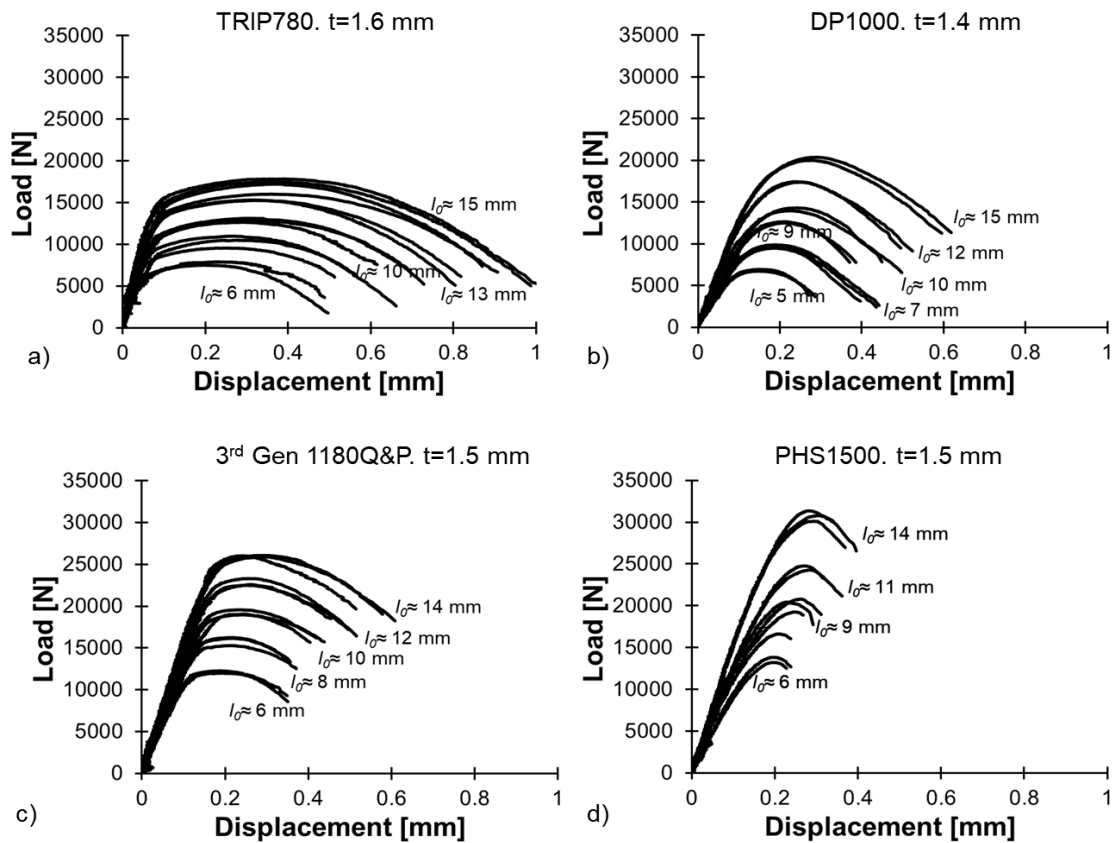 TRIP780. t=1.6 mm
35000
30000
25000
20000
15000
10000
5000
0
Load [N]
l0≈ 15 mm
l0≈ 10 mm
l0≈ 13 mm
l0≈ 6 mm
0
0.2
0.4
0.6
0.8
1
Displacement [mm]
a)
DP1000. t=1.4 mm
35000
30000
25000
20000
15000
10000
5000
0
Load [N]
l0≈ 15 mm
l0≈ 9 mm
l0≈ 12 mm
l0≈ 10 mm
l0≈ 5 mm
l0≈ 7 mm
0
0.2
0.4
0.6
0.8
1
Displacement [mm]
b)
3rd Gen 1180Q&P. t=1.5 mm
35000
30000
25000
20000
15000
10000
5000
0
Load [N]
l0≈ 14 mm
l0≈ 12 mm
l0≈ 10 mm
l0≈ 8 mm
l0≈ 6 mm
0
0.2
0.4
0.6
0.8
1
Displacement [mm]
c)
PHS1500. t=1.5 mm
35000
30000
25000
20000
15000
10000
5000
0
Load [N]
l0≈ 14 mm
l0≈ 11 mm
l0≈ 9 mm
l0≈ 6 mm
0
0.2
0.4
0.6
0.8
1
Displacement [mm]
d)